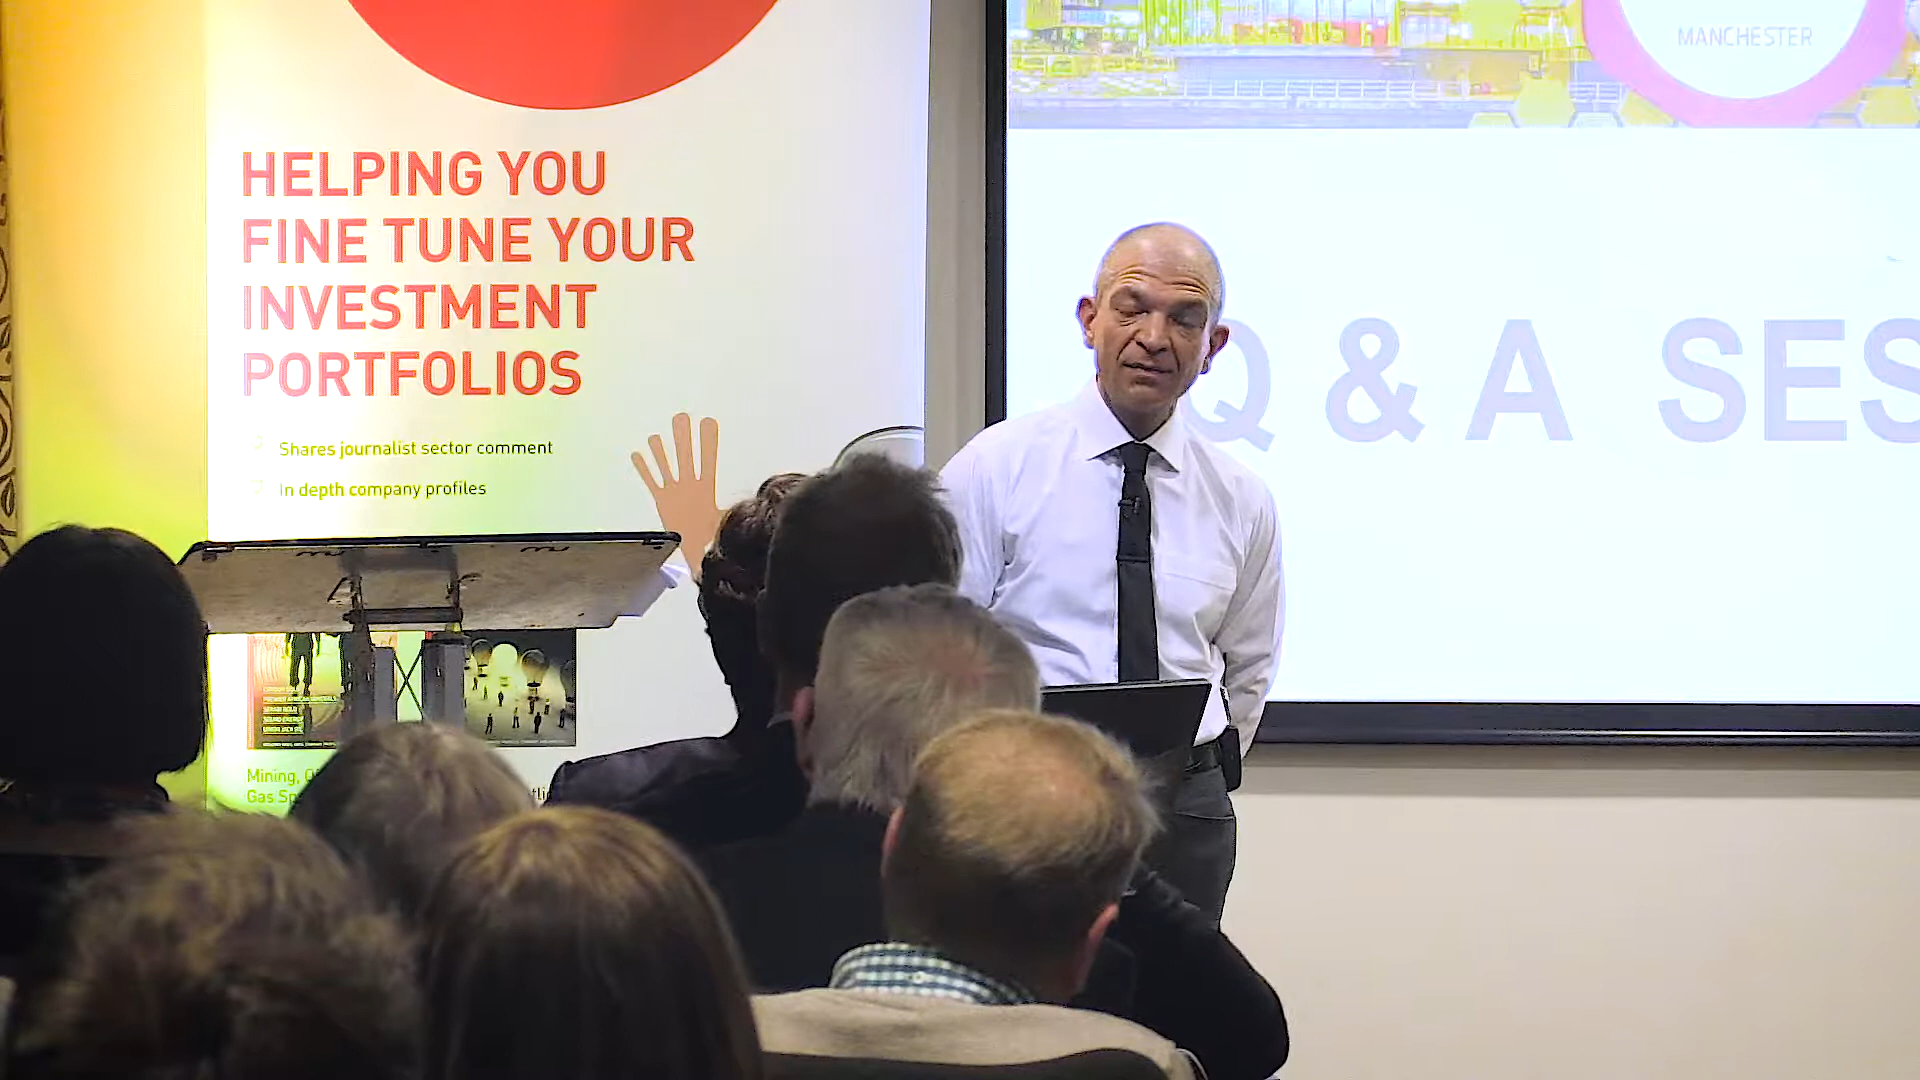 HELPING YOU
FINE TUNE YOUR
INVESTMENT
PORTFOLIOS
Shares journalist sector comment
In depth company profiles
Mining,
Gas
MANCHESTER
Q & A SES